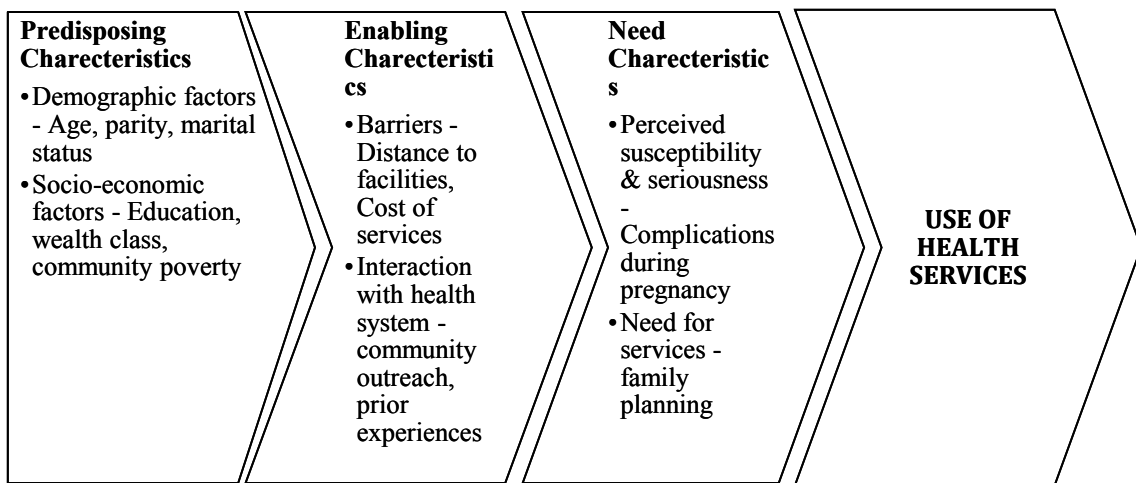 Predisposing
Charecteristics
•Demographic factors
- Age, parity, marital
status
•Socio-economic
factors - Education,
wealth class,
community poverty
Enabling
Charecteristi
cs
•Barriers -
Distance to
facilities,
Cost of
services
•Interaction
with health
system -
community
outreach,
prior
experiences
Need
Charecteristic
s
•Perceived
susceptibility
& seriousness
-
Complications
during
pregnancy
•Need for
services -
family
planning
USE OF
HEALTH
SERVICES